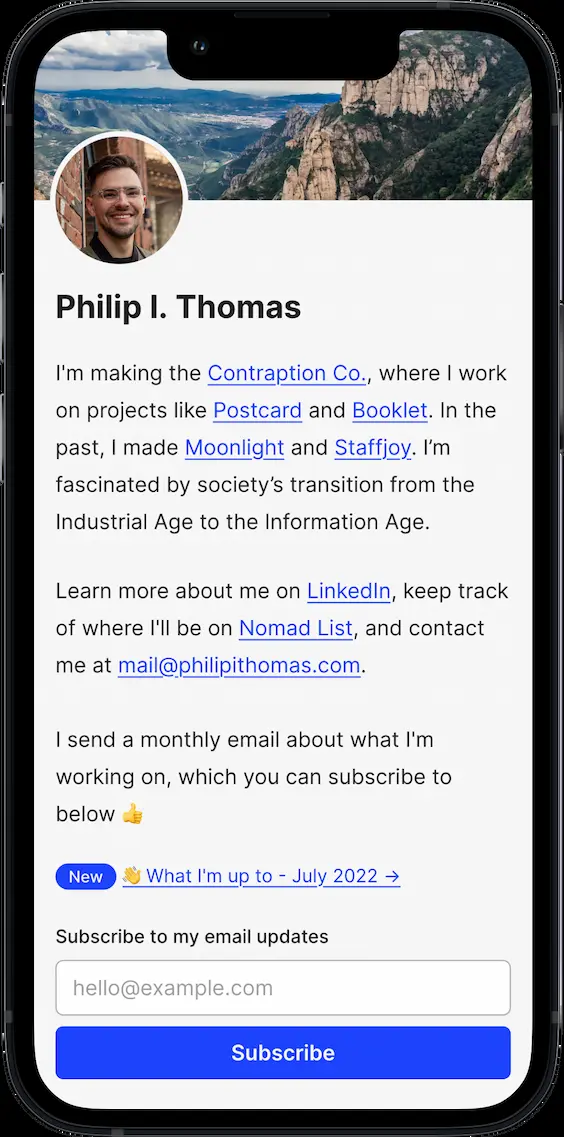 Philip I. Thomas
I'm making the Contraption Co., where I work
on projects like Postcard and Booklet. In the
past, I made Moonlight and Staffjoy. I’m
fascinated by society’s transition from the
Industrial Age to the Information Age.
Learn more about me on LinkedIn, keep track
of where I'll be on Nomad List, and contact
me at mail@philipithomas.com.
I send a monthly email about what I'm
working on, which you can subscribe to
below 👍
New 👋 What I'm up to - July 2022 →
Subscribe to my email updates
hello@example.com
Subscribe